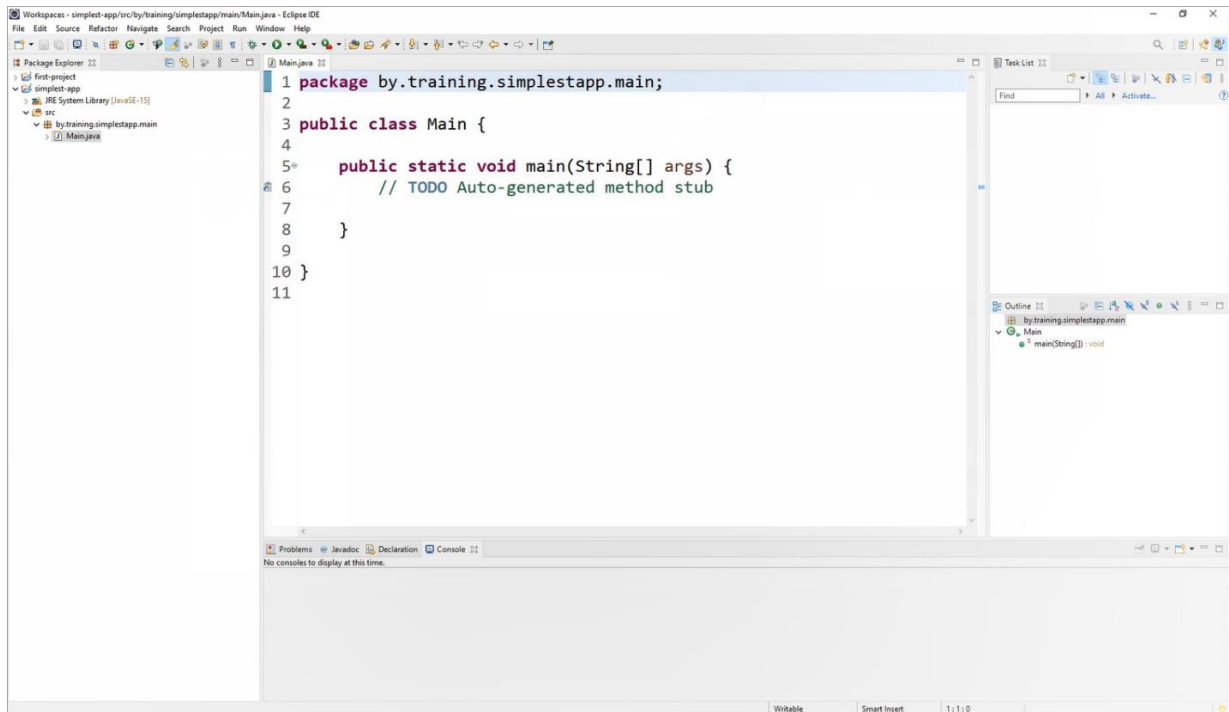 Workspaces - simplest-app/src/by/training/simplestapp/main/Main.java - Eclipse IDE
File Edit Source Refactor Navigate Search Project Run Window Help
Package Explorer
first-project
simplest-app
JRE System Library [JavaSE-15]
src
by.training.simplestapp.main
Main.java
Main.java
1 package by.training.simplestapp.main;
2
3 public class Main {
4
5 public static void main(String[] args) {
6 // TODO Auto-generated method stub
7
8 }
9
10 }
11
Task List
Find All Activate...
Outline
by.training.simplestapp.main
Main
main(String[]) : void
Problems Javadoc Declaration Console
No consoles to display at this time.
Writable Smart Insert 1 : 1 : 0